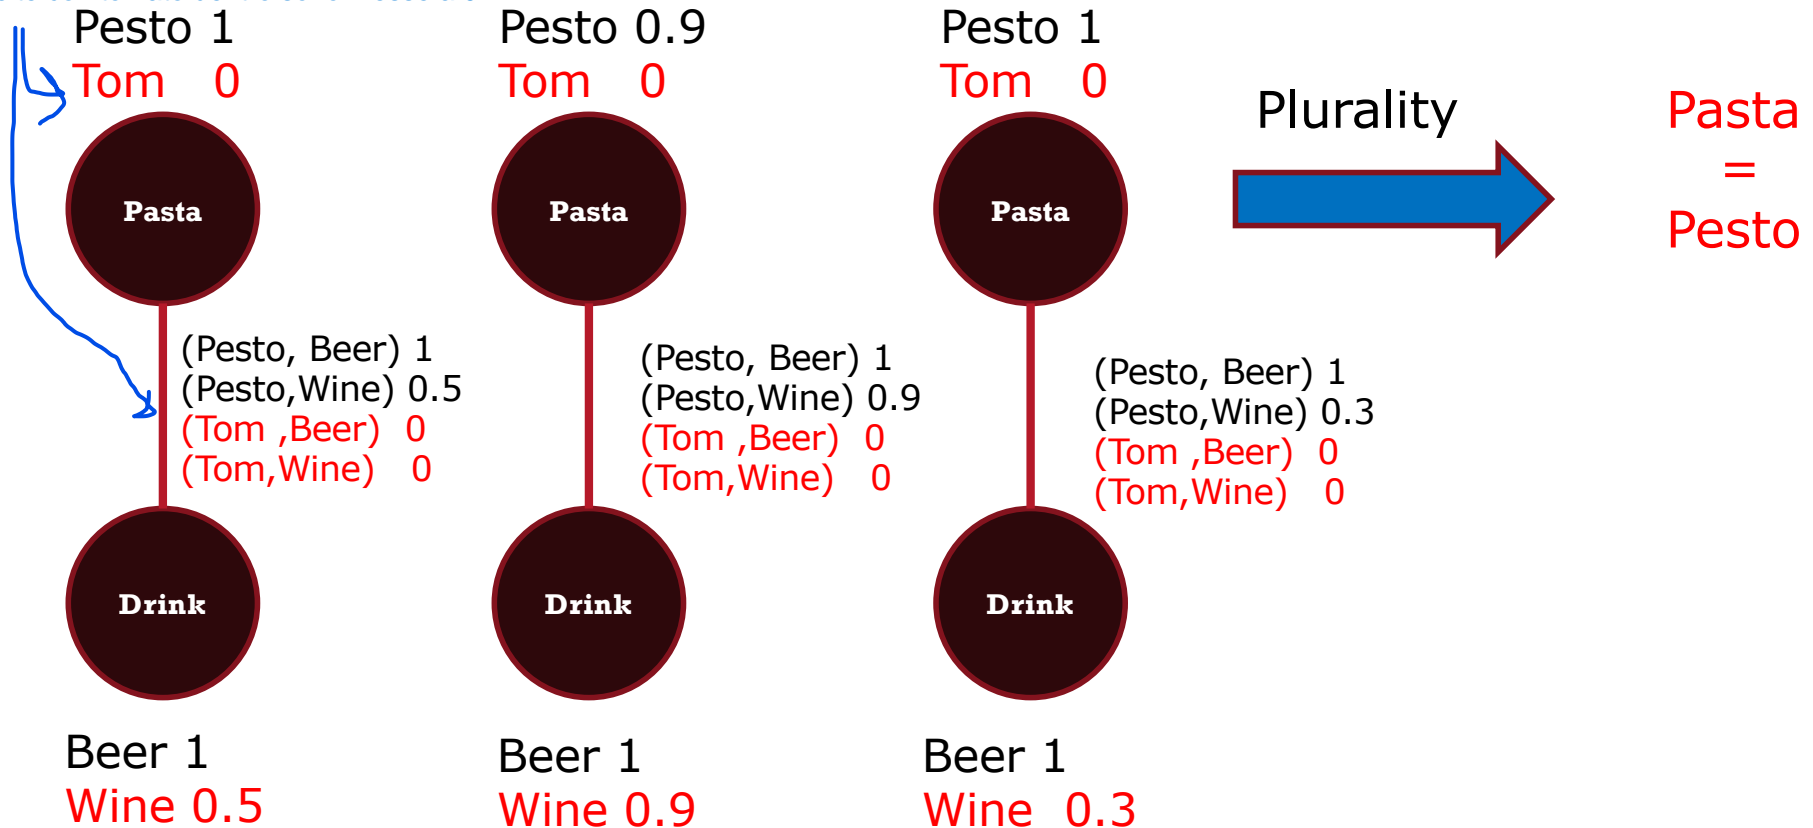 Pesto 1
Tom 0
Pasta
(Pesto, Beer) 1
(Pesto,Wine) 0.5
(Tom ,Beer) 0
(Tom,Wine) 0
Drink
Beer 1
Wine 0.5
Pesto 0.9
Tom 0
Pasta
(Pesto, Beer) 1
(Pesto,Wine) 0.9
(Tom ,Beer) 0
(Tom,Wine) 0
Drink
Beer 1
Wine 0.9
Pesto 1
Tom 0
Pasta
(Pesto, Beer) 1
(Pesto,Wine) 0.3
(Tom ,Beer) 0
(Tom,Wine) 0
Drink
Beer 1
Wine 0.3
Plurality
Pasta
=
Pesto